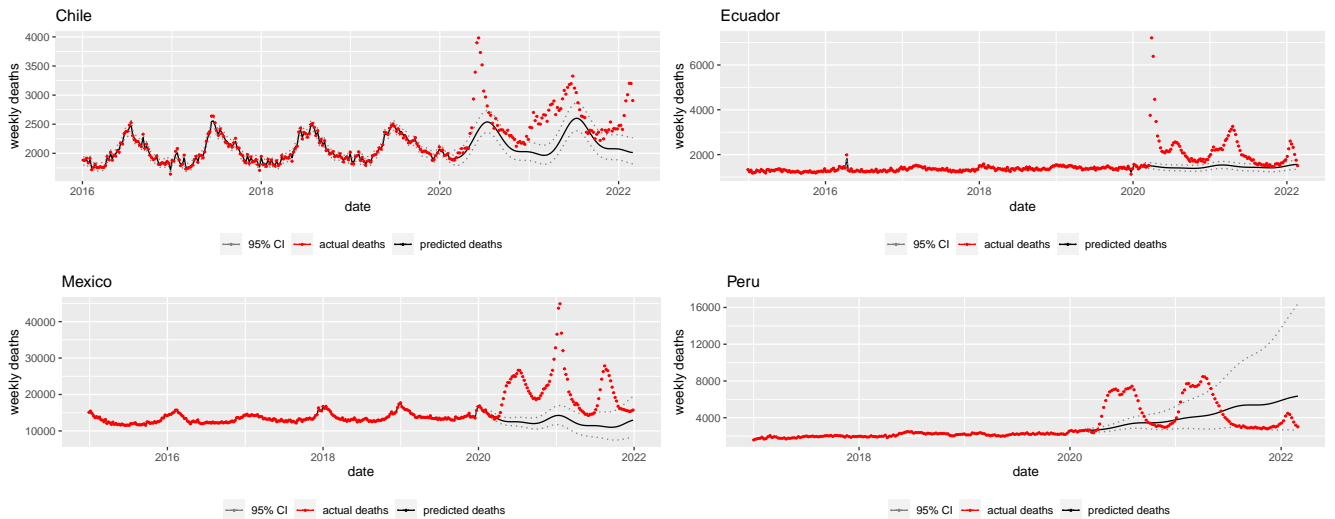 Chile
weekly deaths
4000
3500
3000
2500
2000
2016
2018
2020
2022
date
95% CI actual deaths predicted deaths
Ecuador
weekly deaths
6000
4000
2000
2016
2018
2020
2022
date
95% CI actual deaths predicted deaths
Mexico
weekly deaths
40000
30000
20000
10000
2016
2018
2020
2022
date
95% CI actual deaths predicted deaths
Peru
weekly deaths
16000
12000
8000
4000
2018
2020
2022
date
95% CI actual deaths predicted deaths